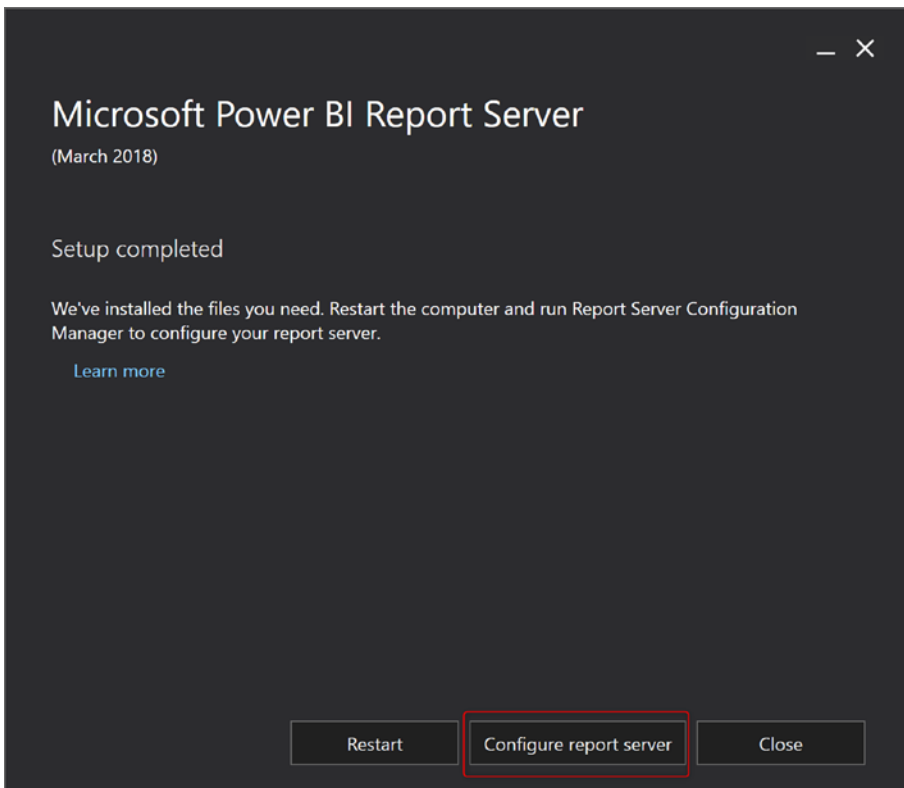 Microsoft Power BI Report Server
(March 2018)
Setup completed
We've installed the files you need. Restart the computer and run Report Server Configuration
Manager to configure your report server.
Learn more
Restart
Configure report server
Close